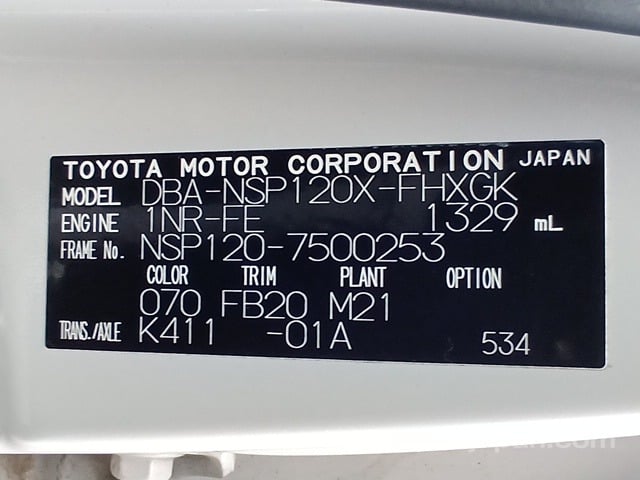 TOYOTA MOTOR CORPORATION JAPAN
MODEL DBA-NSP120X-FHXGK
ENGINE 1NR-FE 1329 mL
FRAME No. NSP120-7500253
COLOR TRIM PLANT OPTION
070 FB20 M21
TRANS./AXLE K411 -01A 534